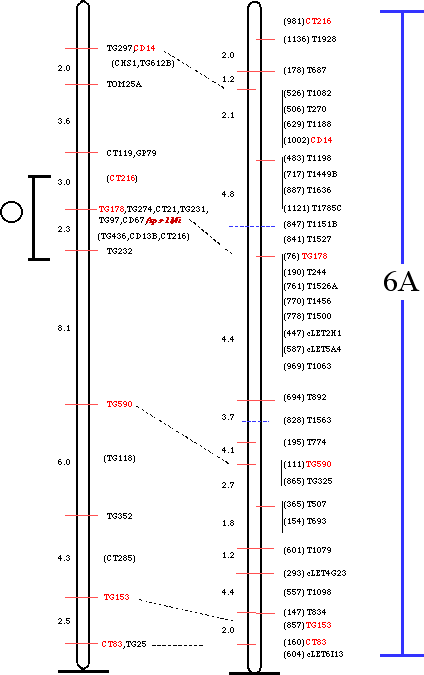 TG297,CD14
2.0
(CHS1,TG612B)
TOM25A
3.6
CT119,GP79
3.0
(CT216)
TG178,TG274,CT21,TG231,
TG97,CD67
2.3
(TG436,CD13B,CT216)
TG232
8.1
TG590
6.0
(TG118)
TG352
4.3
(CT285)
TG153
2.5
CT83,TG25
(981) CT216
(1136) T1928
2.0
(178) T687
1.2
(526) T1082
(506) T270
2.1
(629) T1188
(1002) CD14
(483) T1198
(717) T1449B
4.8
(887) T1636
(1121) T1785C
(847) T1151B
(841) T1527
(76) TG178
(190) T244
(761) T1526A
(770) T1456
(778) T1500
4.4
(447) cLET2H1
(587) cLET5A4
(969) T1063
(694) T892
3.7
(828) T1563
(195) T774
4.1
(111) TG590
2.7
(865) TG325
(365) T507
1.8
(154) T693
(601) T1079
1.2
(293) cLET4G23
4.4
(557) T1098
(147) T834
(857) TG153
2.0
(160) CT83
(604) cLET6I13
6A